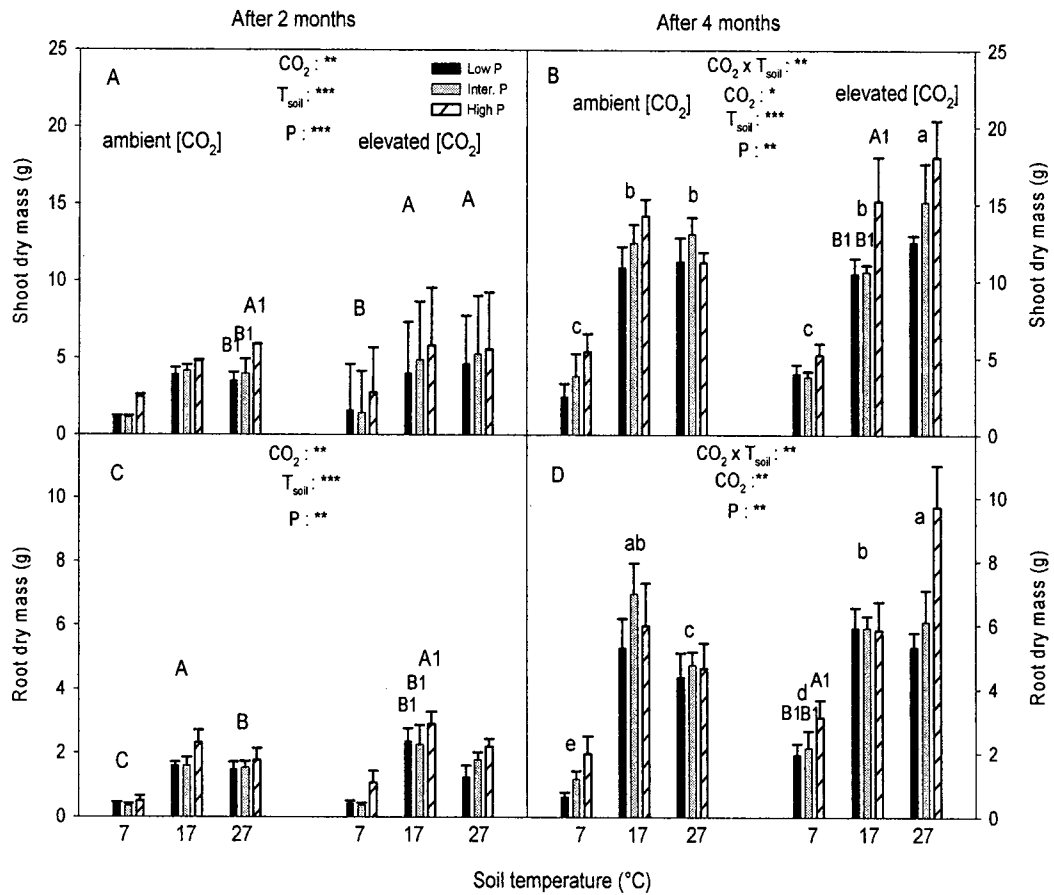 After 2 months
After 4 months
25
20
15
10
5
0
Shoot dry mass (g)
A
CO2 : **
Tsoil : ***
P : ***
Low P
Inter. P
High P
ambient [CO2]
elevated [CO2]
B1
B1
A1
B
A
A
B
CO2 x Tsoil : **
CO2 : *
Tsoil : ***
P : **
ambient [CO2]
elevated [CO2]
c
b
b
c
B1 B1
b
A1
a
25
20
15
10
5
0
Shoot dry mass (g)
10
8
6
4
2
0
Root dry mass (g)
C
CO2 : **
Tsoil : ***
P : **
C
A
B
B1
B1
A1
D
CO2 x Tsoil : **
CO2 : **
P : **
e
ab
c
d
B1B1
A1
b
a
10
8
6
4
2
0
Root dry mass (g)
7 17 27 7 17 27 7 17 27 7 17 27
Soil temperature (°C)